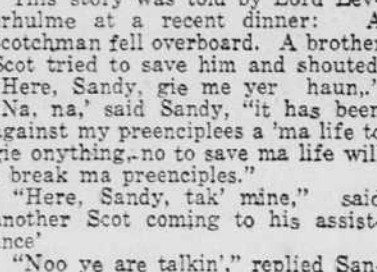 This story was told by Lord Lev-
erhulme at a recent dinner: A
Scotchman fell overboard. A brother
Scot tried to save him and shouted,
'Here, Sandy, gie me yer haun,.'
'Na, na,' said Sandy, "it has been
against my preenciplees a 'ma life to
gie onything,-no to save ma life will
I break ma preenciples."
"Here, Sandy, tak' mine," said
another Scot coming to his assist-
ance'
"Noo ye are talkin'," replied San-